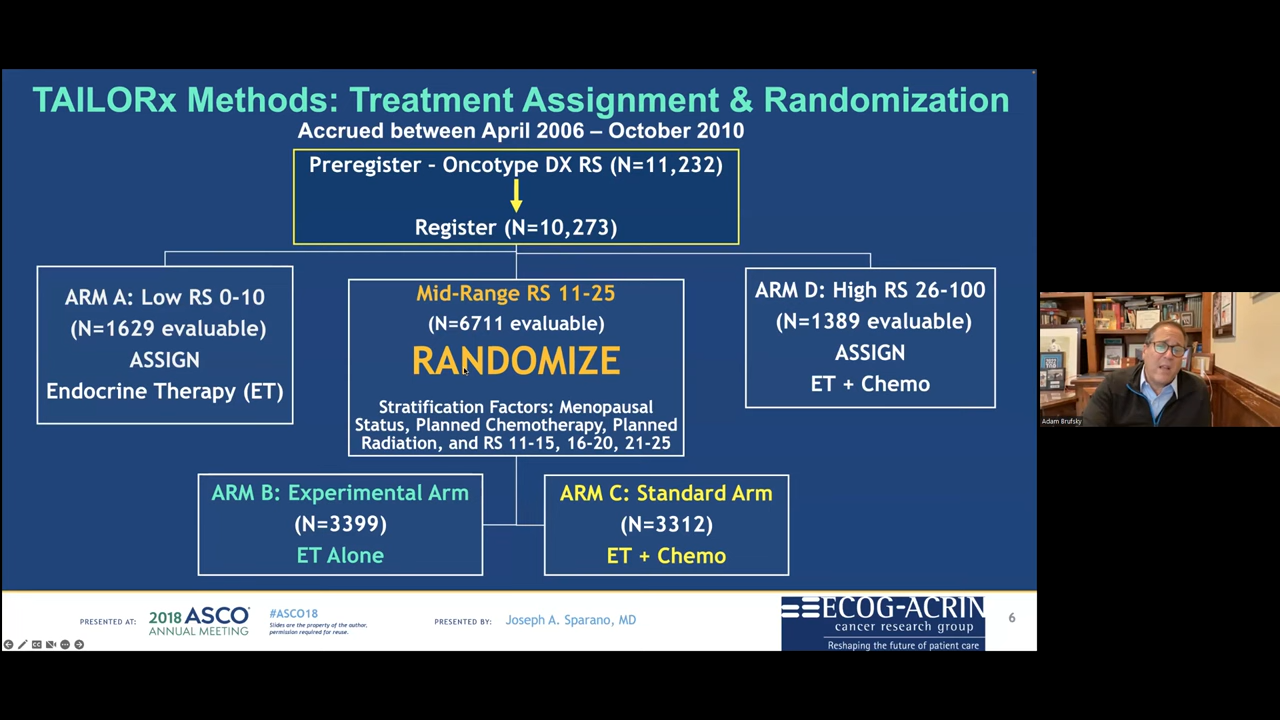 TAILORx Methods: Treatment Assignment & Randomization
Accrued between April 2006 – October 2010
Preregister – Oncotype DX RS (N=11,232)
Register (N=10,273)
ARM A: Low RS 0-10
(N=1629 evaluable)
ASSIGN
Endocrine Therapy (ET)
Mid-Range RS 11-25
(N=6711 evaluable)
RANDOMIZE
Stratification Factors: Menopausal
Status, Planned Chemotherapy, Planned
Radiation, and RS 11-15, 16-20, 21-25
ARM D: High RS 26-100
(N=1389 evaluable)
ASSIGN
ET + Chemo
ARM B: Experimental Arm
(N=3399)
ET Alone
ARM C: Standard Arm
(N=3312)
ET + Chemo
PRESENTED AT:
2018 ASCO
ANNUAL MEETING
#ASCO18
Slides are the property of the author,
permission required for reuse.
PRESENTED BY:
Joseph A. Sparano, MD
ECOG-ACRIN
cancer research group
Reshaping the future of patient care
6
Adam Brufsky